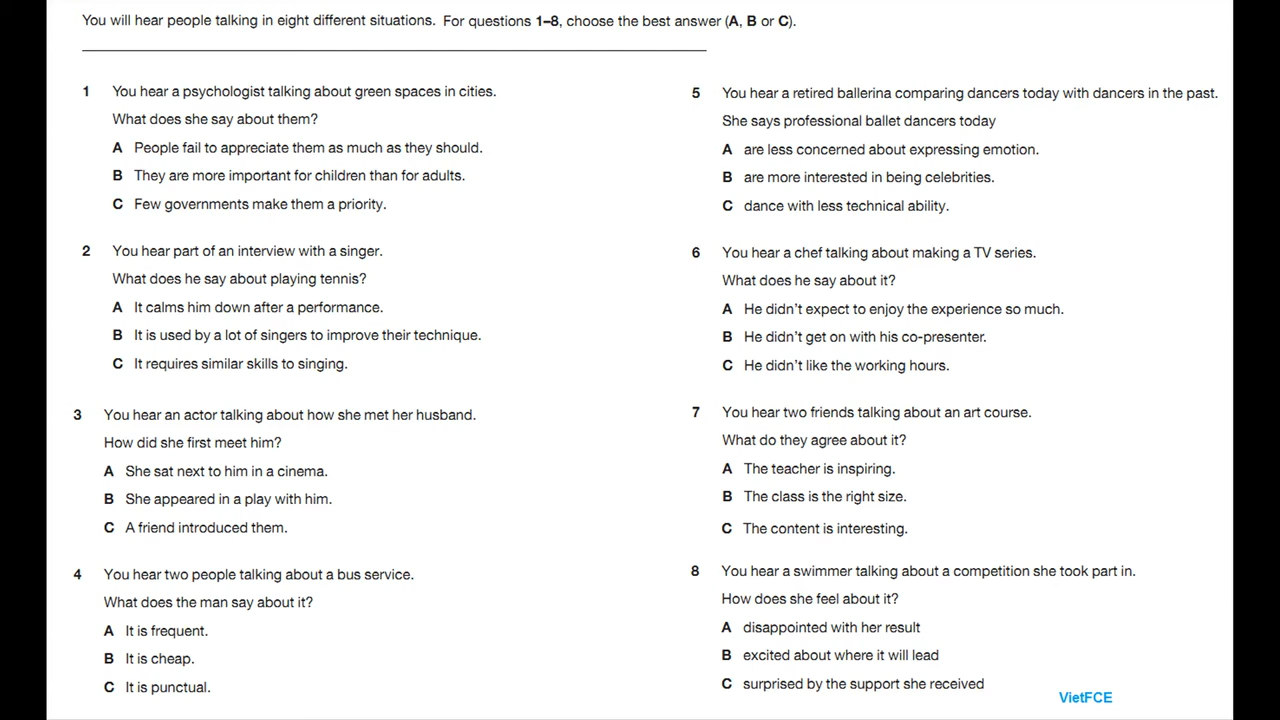 You will hear people talking in eight different situations. For questions 1–8, choose the best answer (A, B or C).
1 You hear a psychologist talking about green spaces in cities.
What does she say about them?
A People fail to appreciate them as much as they should.
B They are more important for children than for adults.
C Few governments make them a priority.
2 You hear part of an interview with a singer.
What does he say about playing tennis?
A It calms him down after a performance.
B It is used by a lot of singers to improve their technique.
C It requires similar skills to singing.
3 You hear an actor talking about how she met her husband.
How did she first meet him?
A She sat next to him in a cinema.
B She appeared in a play with him.
C A friend introduced them.
4 You hear two people talking about a bus service.
What does the man say about it?
A It is frequent.
B It is cheap.
C It is punctual.
5 You hear a retired ballerina comparing dancers today with dancers in the past.
She says professional ballet dancers today
A are less concerned about expressing emotion.
B are more interested in being celebrities.
C dance with less technical ability.
6 You hear a chef talking about making a TV series.
What does he say about it?
A He didn't expect to enjoy the experience so much.
B He didn't get on with his co-presenter.
C He didn't like the working hours.
7 You hear two friends talking about an art course.
What do they agree about it?
A The teacher is inspiring.
B The class is the right size.
C The content is interesting.
8 You hear a swimmer talking about a competition she took part in.
How does she feel about it?
A disappointed with her result
B excited about where it will lead
C surprised by the support she received
VietFCE